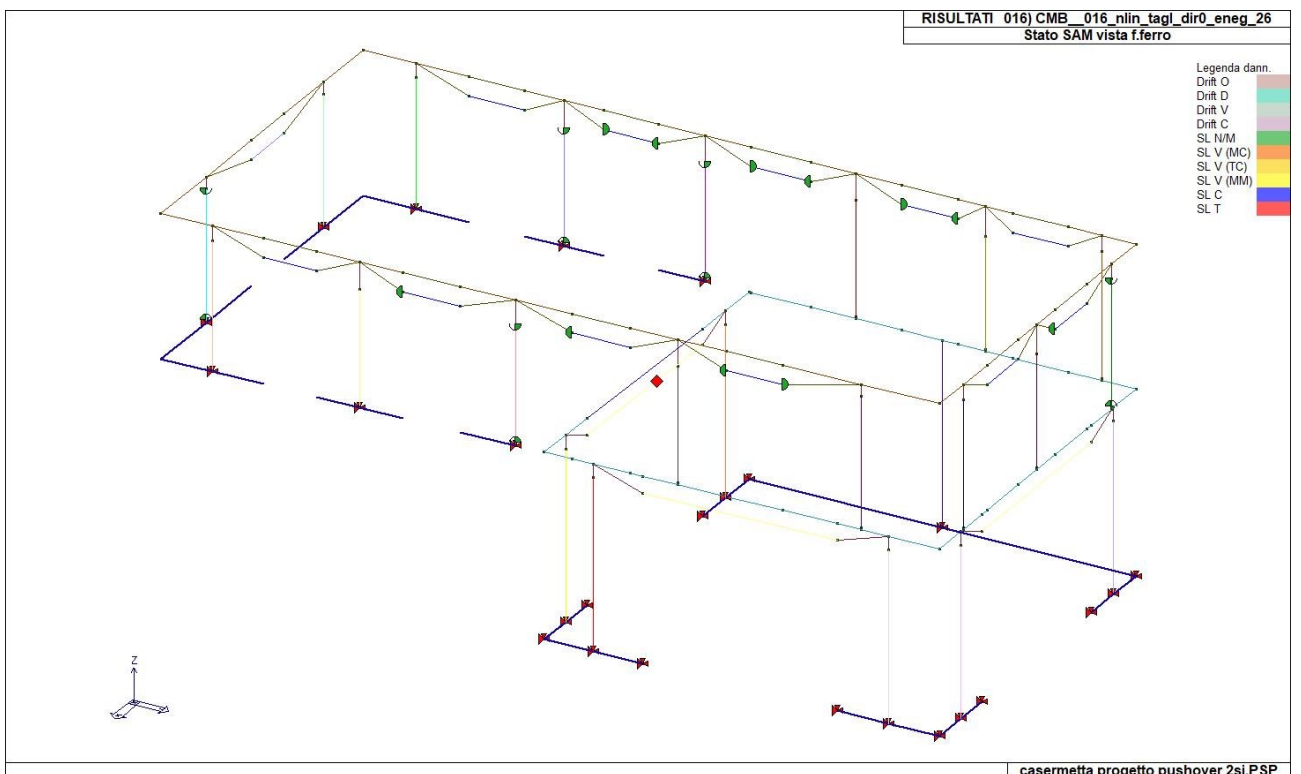 RISULTATI 016) CMB__016_nlin_tagl_dir0_eneg_26
Stato SAM vista f.ferro
Legenda dann.
Drift O
Drift D
Drift V
Drift C
SL N/M
SL V (MC)
SL V (TC)
SL V (MM)
SL C
SL T
Z
casermetta progetto pushover 2si.PSP